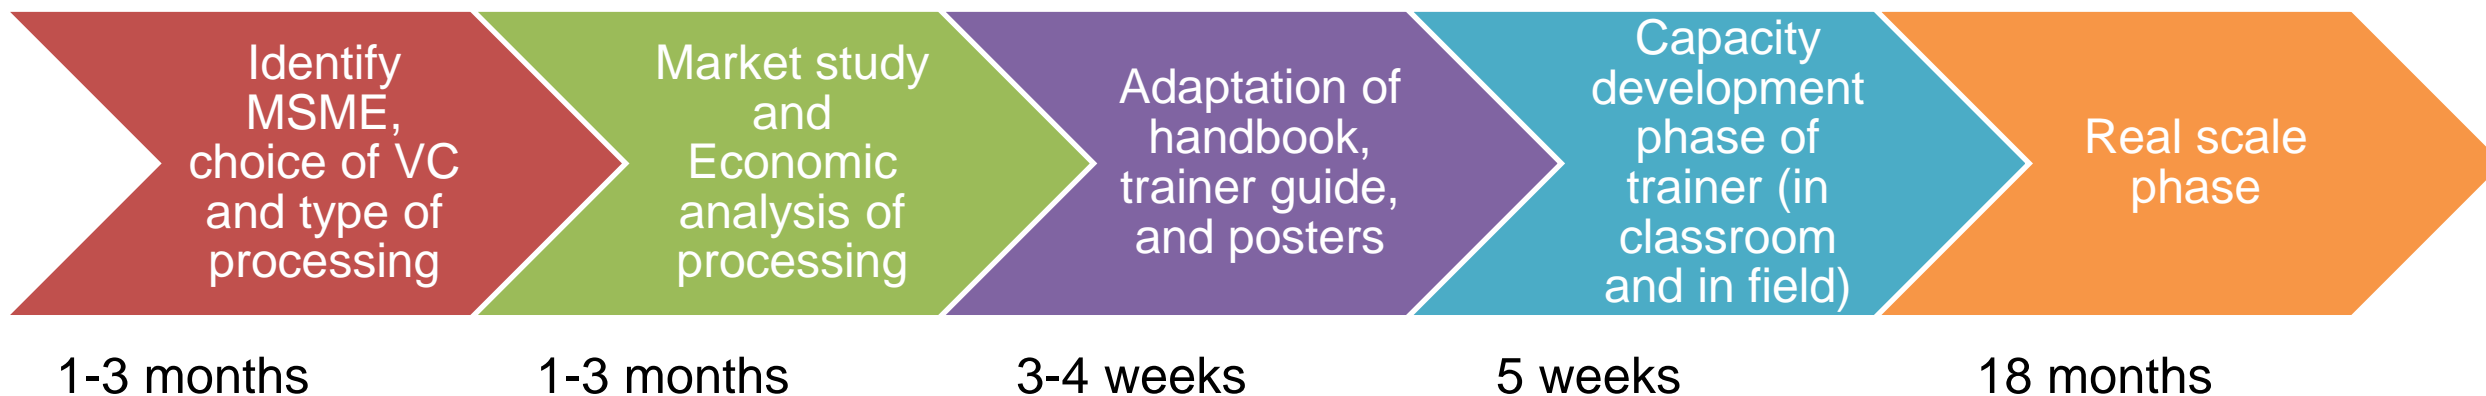 Identify
MSME,
choice of VC
and type of
processing
Market study
and
Economic
analysis of
processing
Adaptation of
handbook,
trainer guide,
and posters
Capacity
development
phase of
trainer (in
classroom
and in field)
Real scale
phase
1-3 months
1-3 months
3-4 weeks
5 weeks
18 months